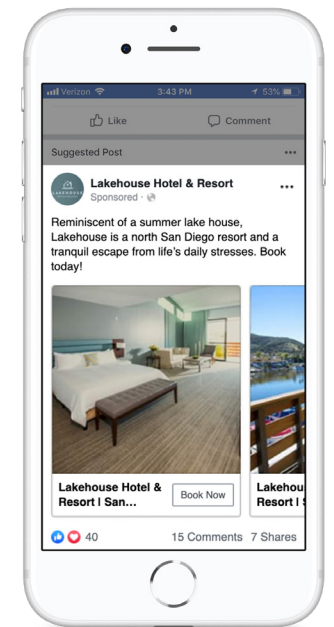 Verizon 3:43 PM 53%
Like Comment
Suggested Post
Lakehouse Hotel & Resort
Sponsored ·
Reminiscent of a summer lake house,
Lakehouse is a north San Diego resort and a
tranquil escape from life's daily stresses. Book
today!
Lakehouse Hotel &
Resort | San...
Book Now
Lakehou
Resort |
40 15 Comments 7 Shares